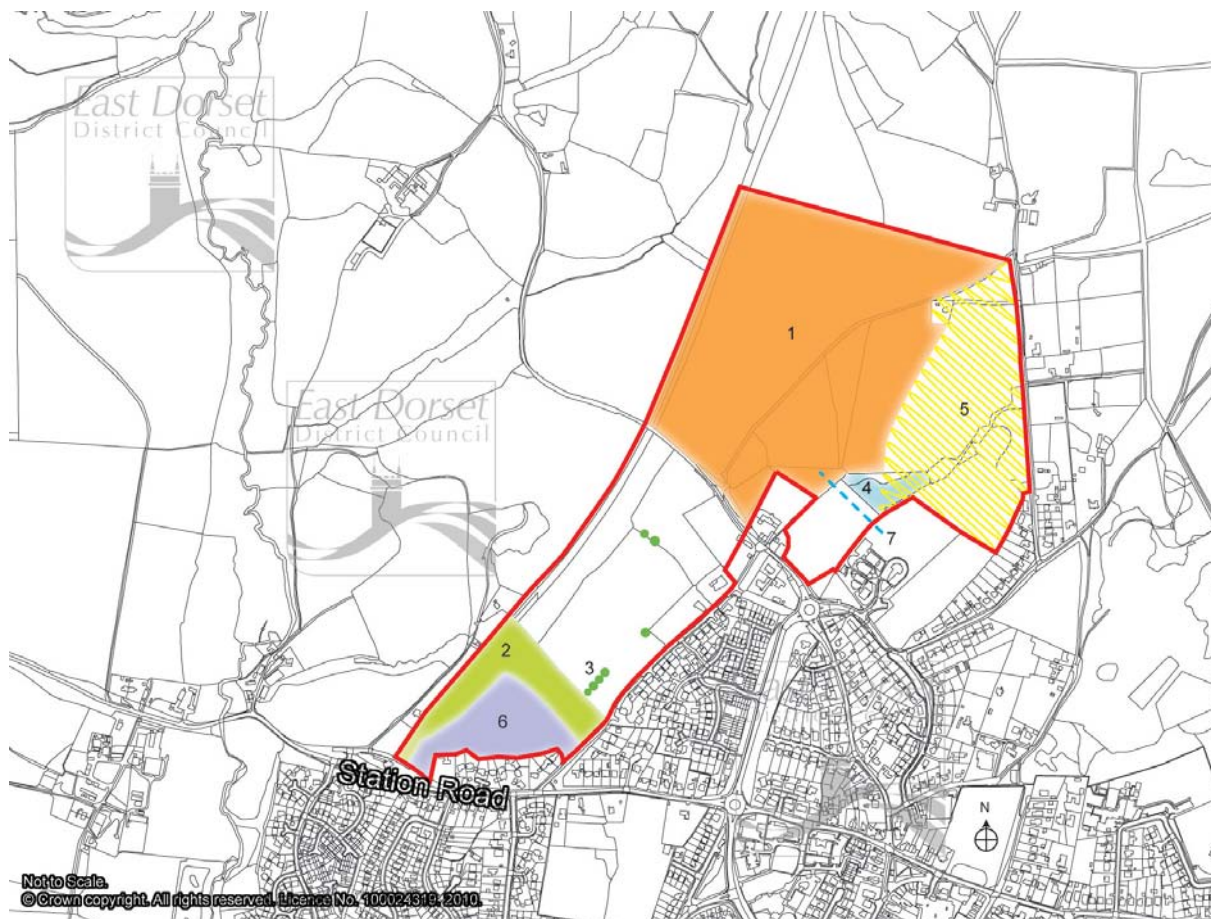 East Dorset
District Council
1
East Dorset
District Council
5
4
7
2
3
6
Station Road
N
Not to Scale.
© Crown copyright. All rights reserved. Licence No. 100024319. 2010.